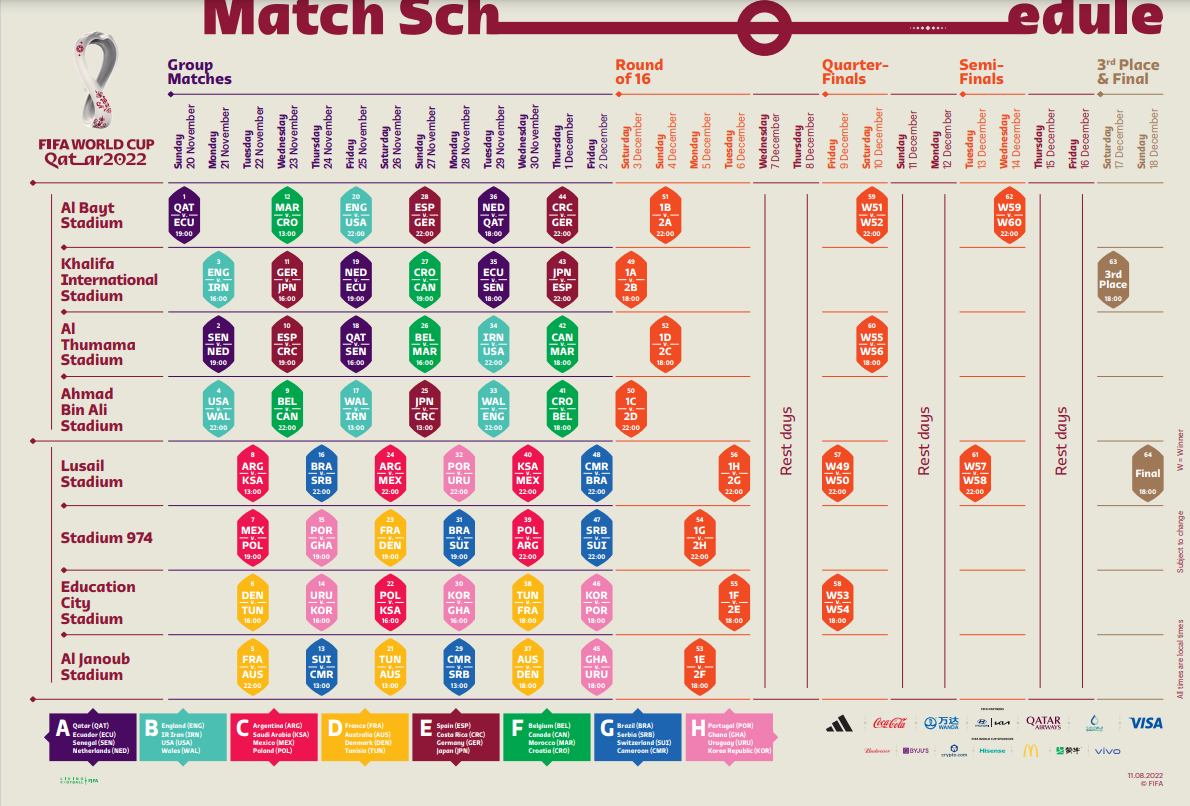 Match Sch edule
Group
Matches
Round
of 16
Quarter-
Finals
Semi-
Finals
3rd Place
& Final
FIFA WORLD CUP
Qatar2022
Sunday
20 November
Monday
21 November
Tuesday
22 November
Wednesday
23 November
Thursday
24 November
Friday
25 November
Saturday
26 November
Sunday
27 November
Monday
28 November
Tuesday
29 November
Wednesday
30 November
Thursday
1 December
Friday
2 December
Saturday
3 December
Sunday
4 December
Monday
5 December
Tuesday
6 December
Wednesday
7 December
Thursday
8 December
Friday
9 December
Saturday
10 December
Sunday
11 December
Monday
12 December
Tuesday
13 December
Wednesday
14 December
Thursday
15 December
Friday
16 December
Saturday
17 December
Sunday
18 December
Al Bayt
Stadium
1 QAT v. ECU 19:00
12 MAR v. CRO 13:00
20 ENG v. USA 22:00
28 ESP v. GER 22:00
36 NED v. QAT 18:00
44 CRC v. GER 22:00
51 1B 2A 22:00
59 W51 W52 22:00
62 W59 W60 22:00
Khalifa
International
Stadium
3 ENG v. IRN 16:00
11 GER v. JPN 16:00
19 NED v. ECU 19:00
27 CRO v. CAN 19:00
35 ECU v. SEN 18:00
43 JPN v. ESP 22:00
49 1A 2B 18:00
63 3rd Place 18:00
Al
Thumama
Stadium
2 SEN v. NED 19:00
10 ESP v. CRC 19:00
18 QAT v. SEN 16:00
26 BEL v. MAR 16:00
34 IRN v. USA 22:00
42 CAN v. MAR 18:00
52 1D 2C 18:00
60 W55 W56 18:00
Ahmad
Bin Ali
Stadium
4 USA v. WAL 22:00
9 BEL v. CAN 22:00
17 WAL v. IRN 13:00
25 JPN v. CRC 13:00
33 WAL v. ENG 22:00
41 CRO v. BEL 18:00
50 1C 2D 22:00
Lusail
Stadium
8 ARG v. KSA 13:00
16 BRA v. SRB 22:00
24 ARG v. MEX 22:00
32 POR v. URU 22:00
40 KSA v. MEX 22:00
48 CMR v. BRA 22:00
56 1H 2G 22:00
57 W49 W50 22:00
61 W57 W58 22:00
64 Final 18:00
Stadium 974
7 MEX v. POL 19:00
15 POR v. GHA 19:00
23 FRA v. DEN 19:00
31 BRA v. SUI 19:00
39 POL v. ARG 22:00
47 SRB v. SUI 22:00
54 1G 2H 22:00
Education
City
Stadium
6 DEN v. TUN 16:00
14 URU v. KOR 16:00
22 POL v. KSA 16:00
30 KOR v. GHA 16:00
38 TUN v. FRA 18:00
46 KOR v. POR 18:00
55 1F 2E 18:00
58 W53 W54 18:00
Al Janoub
Stadium
5 FRA v. AUS 22:00
13 SUI v. CMR 13:00
21 TUN v. AUS 13:00
29 CMR v. SRB 13:00
37 AUS v. DEN 18:00
45 GHA v. URU 18:00
53 1E 2F 18:00
Rest days
Rest days
Rest days
W = Winner
Subject to change
All times are local times
A
Qatar (QAT)
Ecuador (ECU)
Senegal (SEN)
Netherlands (NED)
B
England (ENG)
IR Iran (IRN)
USA (USA)
Wales (WAL)
C
Argentina (ARG)
Saudi Arabia (KSA)
Mexico (MEX)
Poland (POL)
D
France (FRA)
Australia (AUS)
Denmark (DEN)
Tunisia (TUN)
E
Spain (ESP)
Costa Rica (CRC)
Germany (GER)
Japan (JPN)
F
Belgium (BEL)
Canada (CAN)
Morocco (MAR)
Croatia (CRO)
G
Brazil (BRA)
Serbia (SRB)
Switzerland (SUI)
Cameroon (CMR)
H
Portugal (POR)
Ghana (GHA)
Uruguay (URU)
Korea Republic (KOR)
Coca-Cola
万达
WANDA
KIA
QATAR
AIRWAYS
VISA
Budweiser
BYJU'S
crypto.com
Hisense
蒙牛
vivo
LIVING
FOOTBALL FIFA
11.08.2022
© FIFA